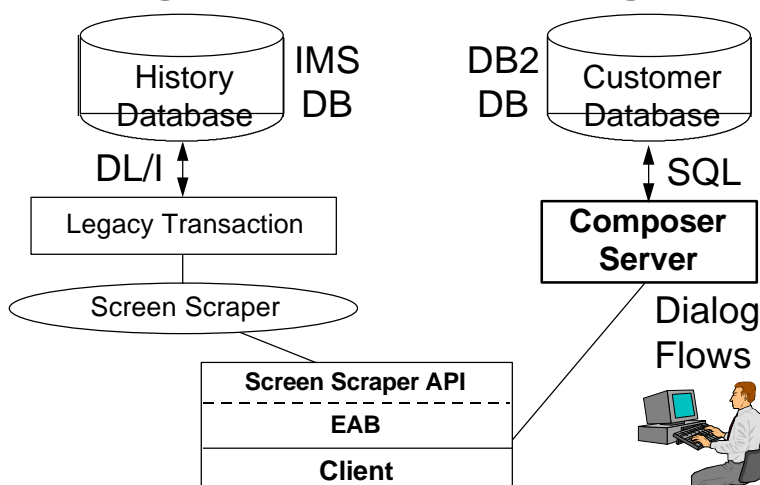 History
Database
IMS
DB
DB2
DB
Customer
Database
DL/I
SQL
Legacy Transaction
Composer
Server
Screen Scraper
Dialog
Flows
Screen Scraper API
EAB
Client